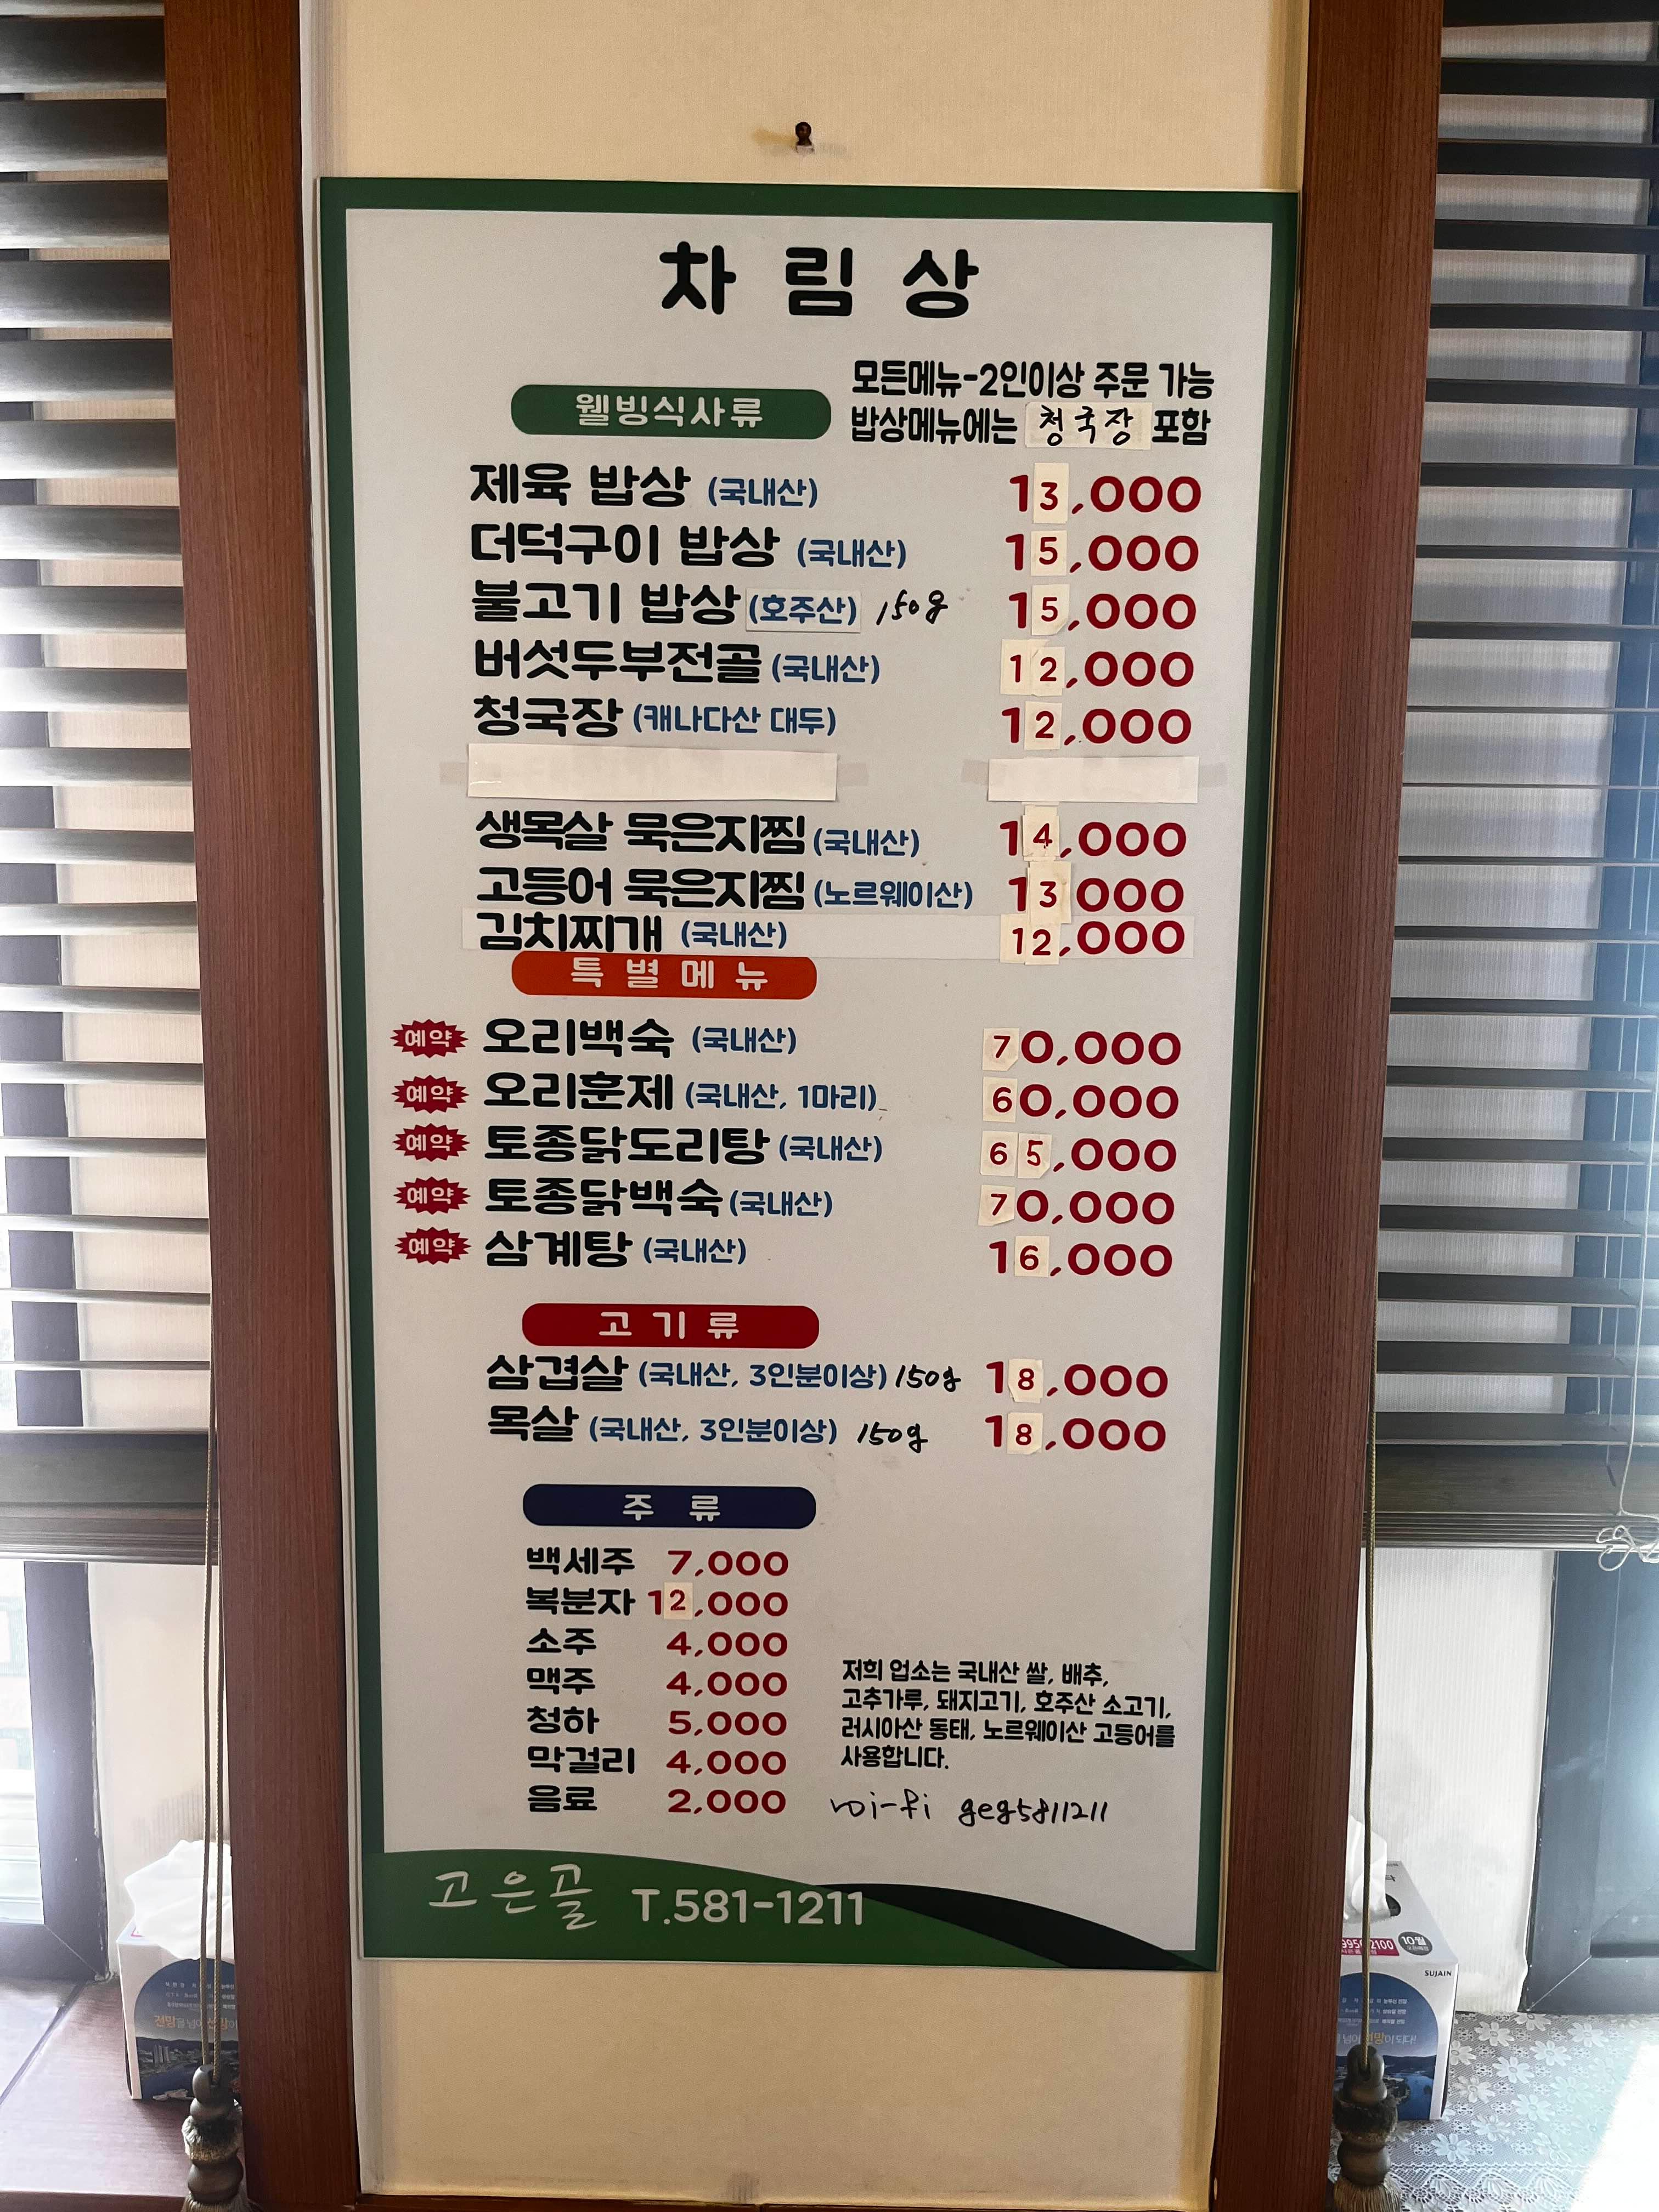 차림상
웰빙식사류
모든메뉴-2인이상 주문 가능
밥상메뉴에는 청국장 포함
제육 밥상 (국내산) 13,000
더덕구이 밥상 (국내산) 15,000
불고기 밥상 (호주산) 150g 15,000
버섯두부전골 (국내산) 12,000
청국장 (캐나다산 대두) 12,000
생목살 묵은지찜 (국내산) 14,000
고등어 묵은지찜 (노르웨이산) 13 000
김치찌개 (국내산) 12,000
특별메뉴
예약 오리백숙 (국내산) 70,000
예약 오리훈제 (국내산, 1마리) 60,000
예약 토종닭도리탕 (국내산) 65,000
예약 토종닭백숙 (국내산) 70,000
예약 삼계탕 (국내산) 16,000
고기류
삼겹살 (국내산, 3인분이상) 150g 18,000
목살 (국내산, 3인분이상) 150g 18,000
주류
백세주 7,000
복분자 12,000
소주 4,000
맥주 4,000
청하 5,000
막걸리 4,000
음료 2,000
저희 업소는 국내산 쌀, 배추,
고추가루, 돼지고기, 호주산 소고기,
러시아산 동태, 노르웨이산 고등어를
사용합니다.
wi-fi geg5811211
고은골 T.581-1211
10월
SUJAIN